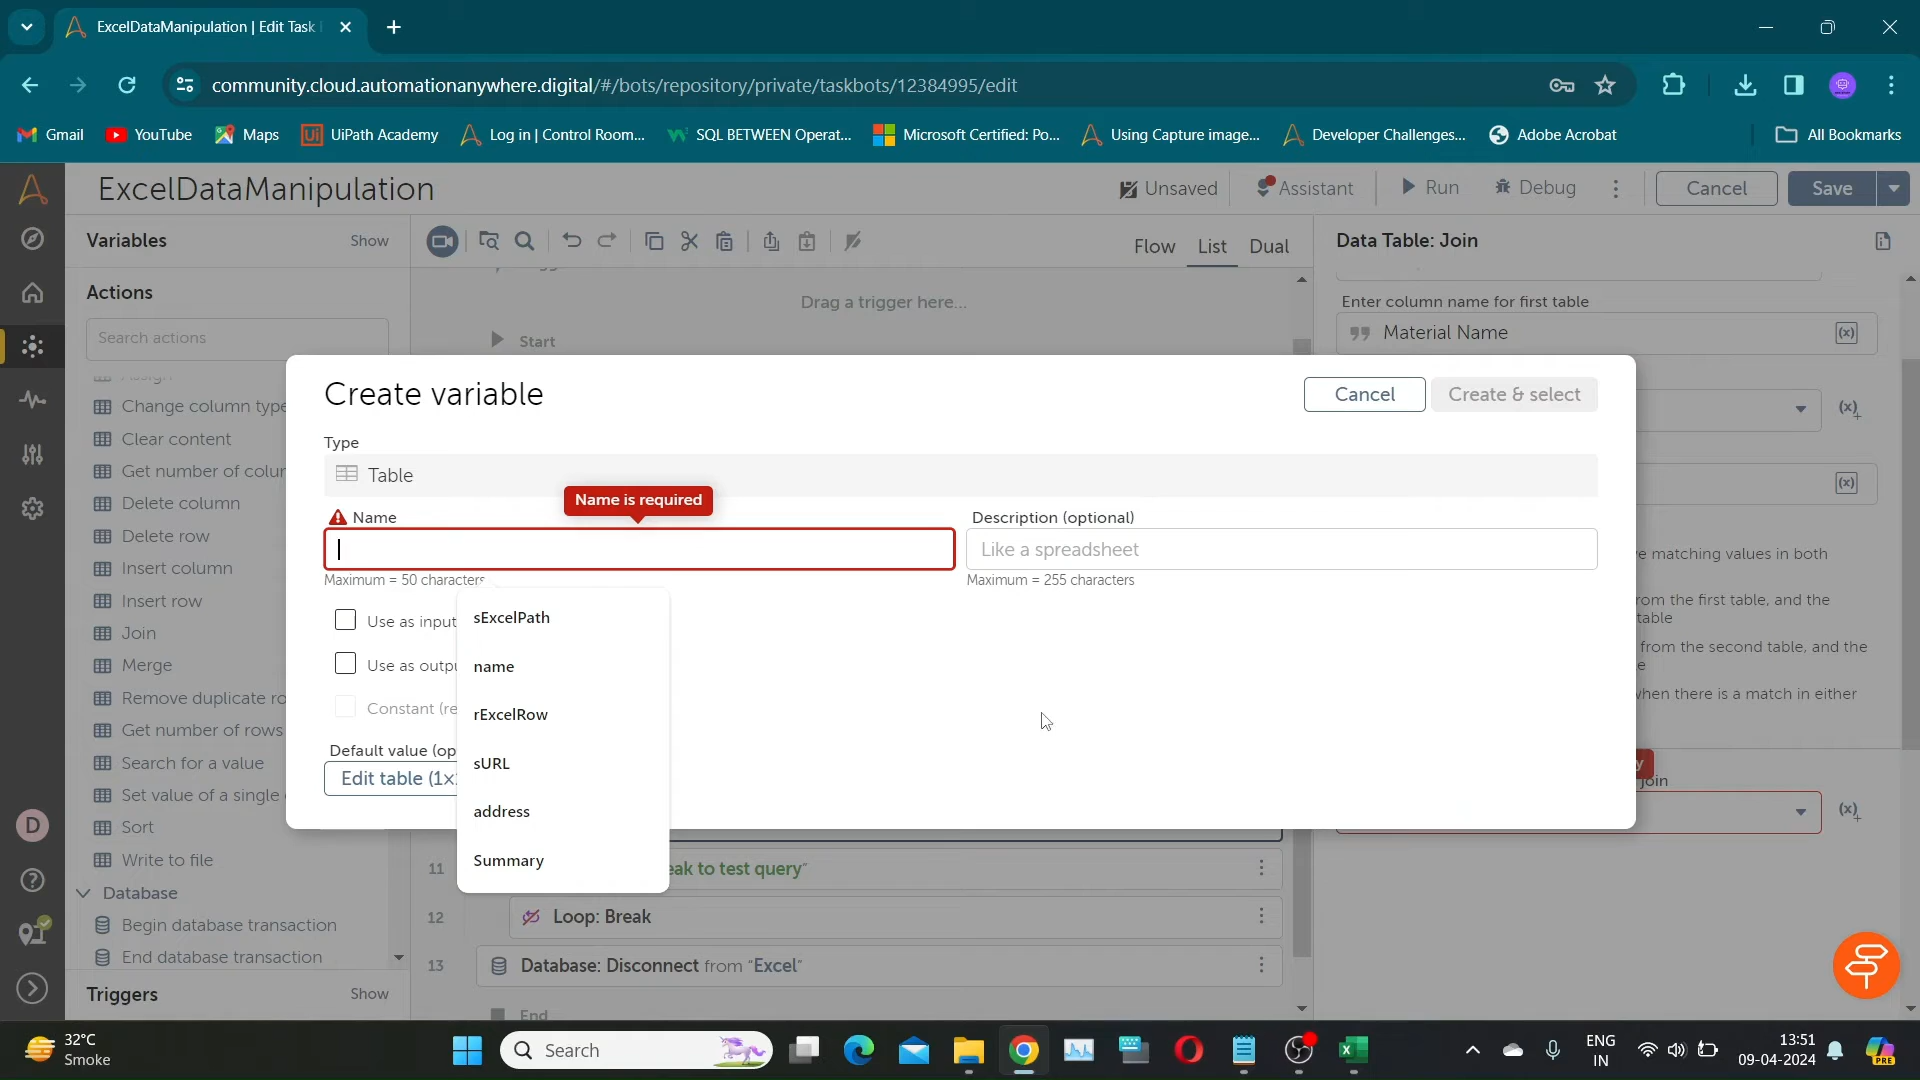 ExcelDataManipulation | Edit Task
community.cloud.automationanywhere.digital/#/bots/repository/private/taskbots/12384995/edit
Gmail
YouTube
Maps
UiPath Academy
Log in | Control Room...
SQL BETWEEN Operat...
Microsoft Certified: Po...
Using Capture image...
Developer Challenges...
Adobe Acrobat
All Bookmarks
ExcelDataManipulation
Unsaved
Assistant
Run
Debug
Cancel
Save
Variables
Show
Flow
List
Dual
Data Table: Join
Actions
Search actions
Drag a trigger here...
Start
Enter column name for first table
Material Name
Change column type
Clear content
Get number of colur
Delete column
Delete row
Insert column
Insert row
Join
Merge
Remove duplicate ro
Get number of rows
Search for a value
Set value of a single
Sort
Write to file
Database
Begin database transaction
End database transaction
Triggers
Show
Create variable
Cancel
Create & select
Type
Table
Name is required
Name
Maximum = 50 characters
Description (optional)
Like a spreadsheet
Maximum = 255 characters
Use as input
Use as outpu
Constant (re
Default value (op
Edit table (1x
sExcelPath
name
rExcelRow
sURL
address
Summary
e matching values in both
rom the first table, and the
table
from the second table, and the
e
when there is a match in either
y
join
11
eak to test query"
12
Loop: Break
13
Database: Disconnect from "Excel"
End
D
32°C
Smoke
Search
ENG
IN
13:51
09-04-2024
PRE